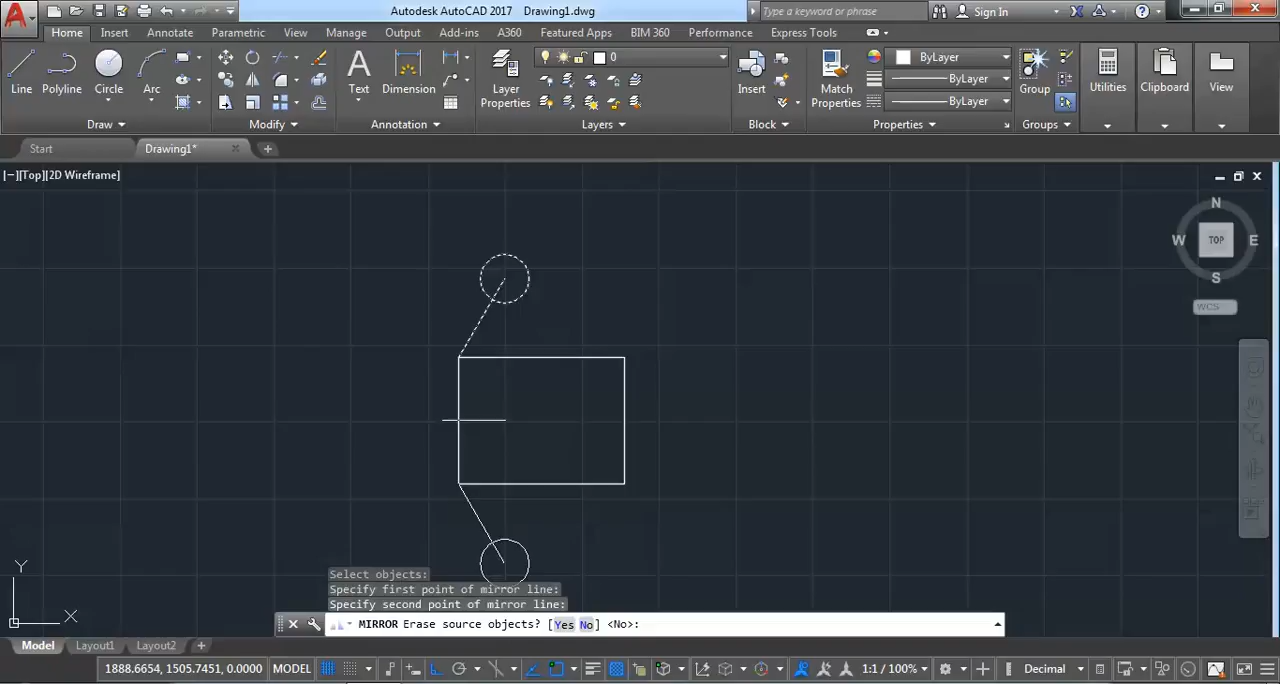 Autodesk AutoCAD 2017 Drawing1.dwg
Type a keyword or phrase
Sign In
Home Insert Annotate Parametric View Manage Output Add-ins A360 Featured Apps BIM 360 Performance Express Tools
0
ByLayer
Line Polyline Circle Arc
Text Dimension
Layer
Properties
Insert
Match
Properties
ByLayer
ByLayer
Group
Utilities
Clipboard
View
Draw
Modify
Annotation
Layers
Block
Properties
Groups
Start
Drawing1*
[−][Top][2D Wireframe]
N
W TOP E
S
WCS
Y
X
Select objects:
Specify first point of mirror line:
Specify second point of mirror line:
MIRROR Erase source objects? [Yes No] <No>:
Model Layout1 Layout2
1888.6654, 1505.7451, 0.0000 MODEL 1:1 / 100% Decimal